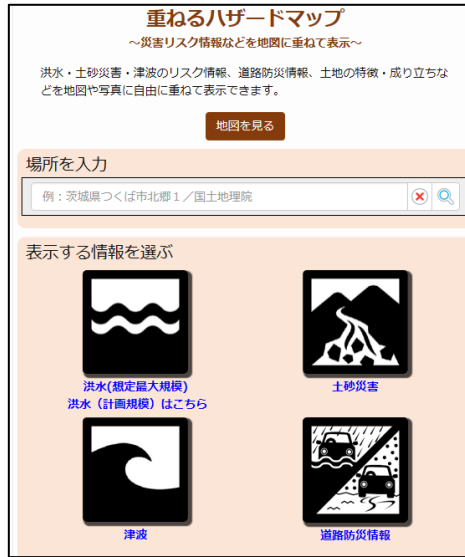 重ねるハザードマップ
～災害リスク情報などを地図に重ねて表示～
洪水・土砂災害・津波のリスク情報、道路防災情報、土地の特徴・成り立ちな
どを地図や写真に自由に重ねて表示できます。
地図を見る
場所を入力
例：茨城県つくば市北郷１／国土地理院
表示する情報を選ぶ
洪水(想定最大規模)
洪水（計画規模）はこちら
土砂災害
津波
道路防災情報